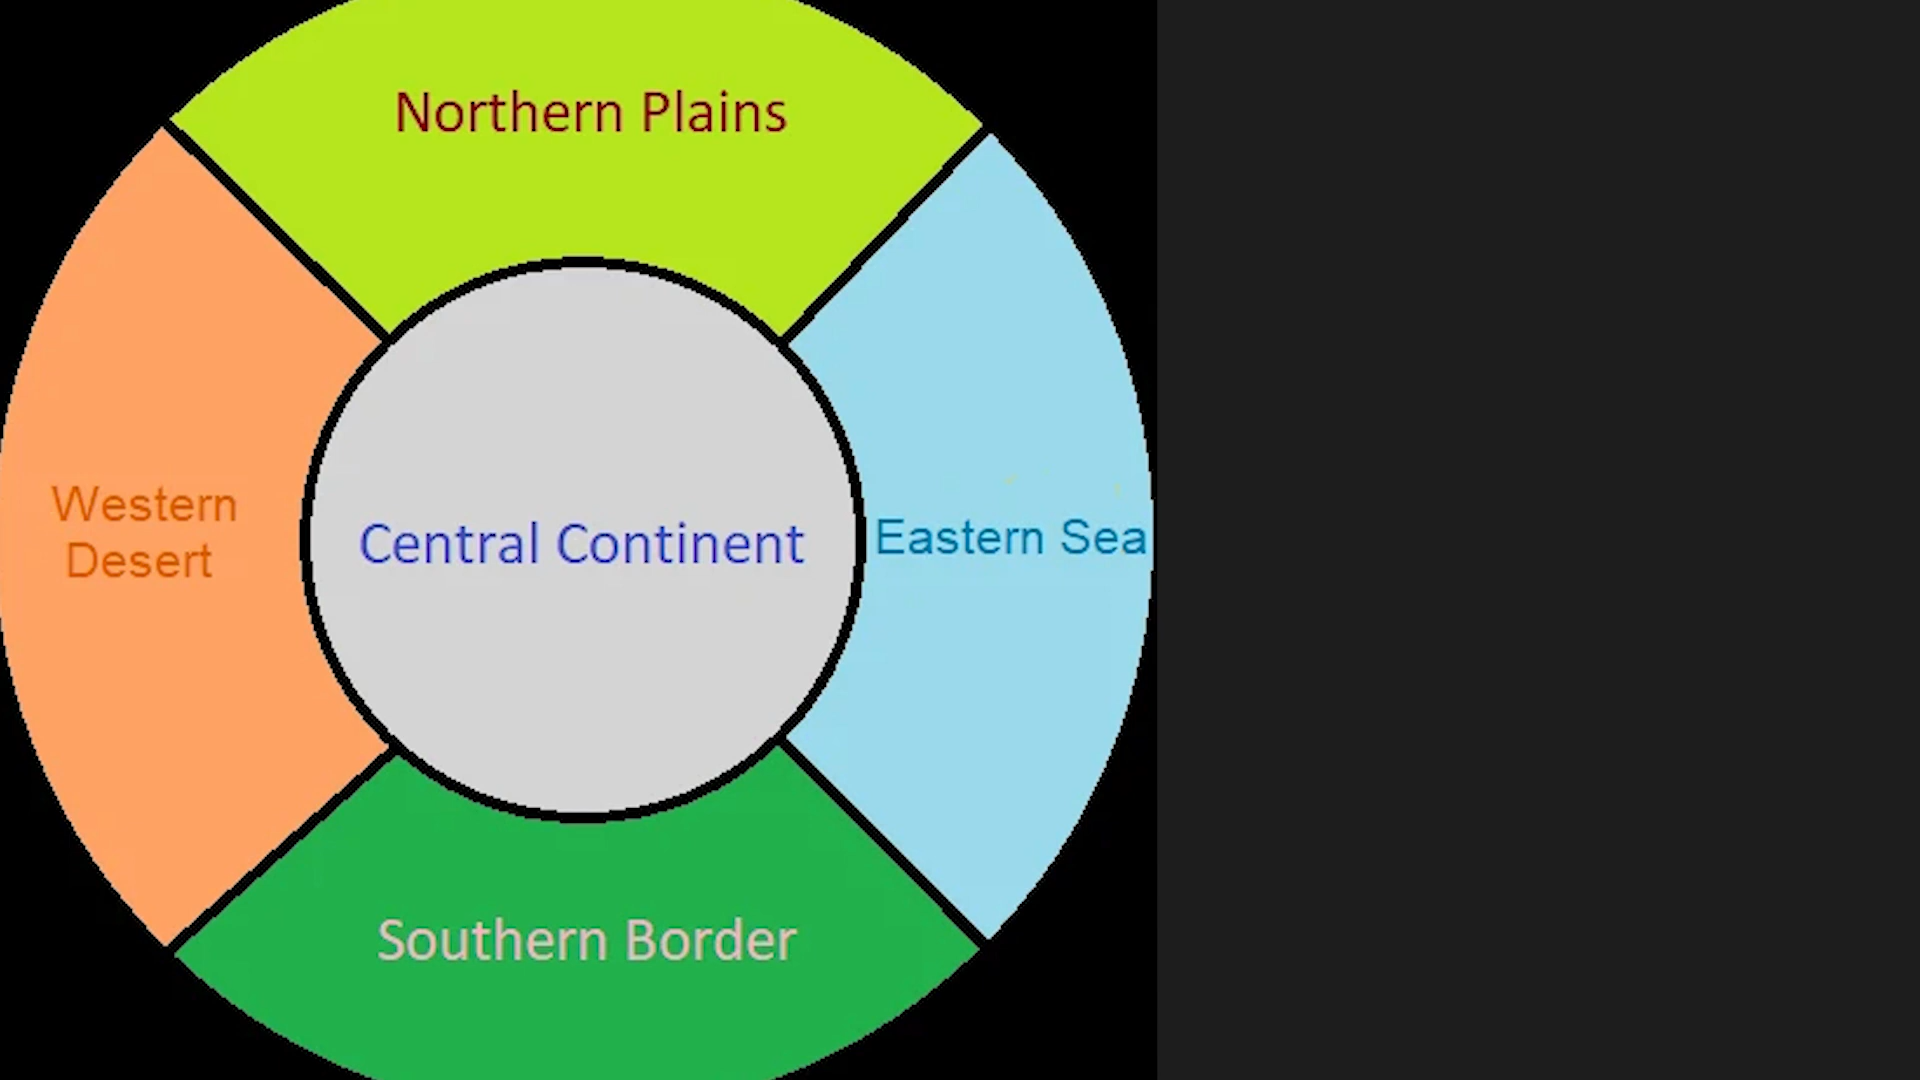 Northern Plains
Western
Desert
Central Continent
Eastern Sea
Southern Border